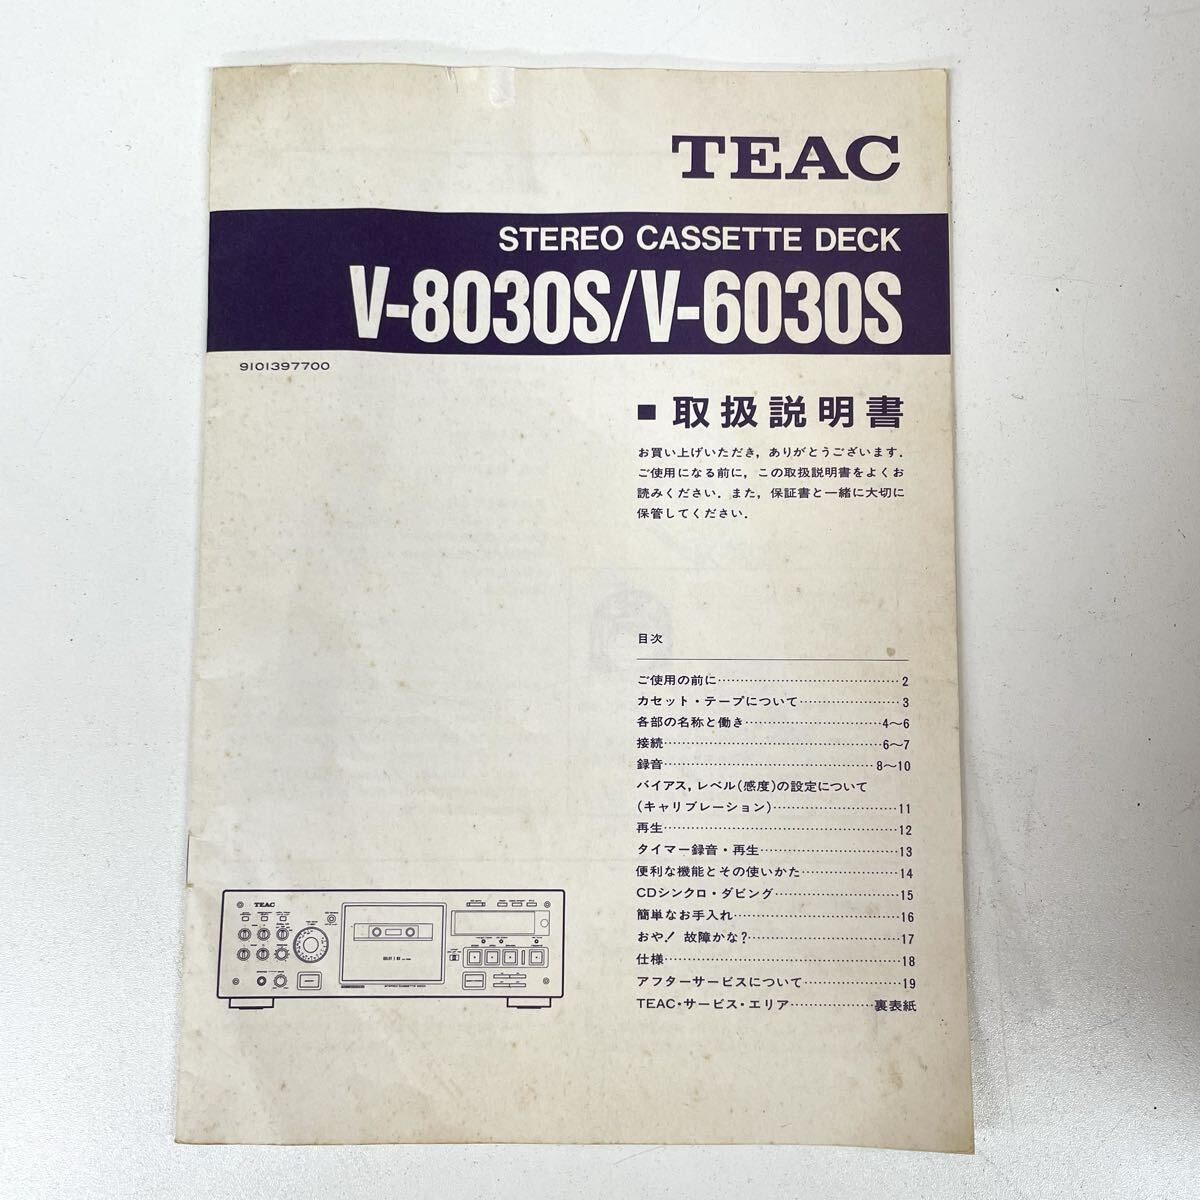 TEAC
STEREO CASSETTE DECK
V-8030S/V-6030S
9101397700
■ 取扱説明書
お買い上げいただき，ありがとうございます．
ご使用になる前に，この取扱説明書をよくお
読みください．また，保証書と一緒に大切に
保管してください．
目次
ご使用の前に……………………………………2
カセット・テープについて…………………3
各部の名称と働き…………………………4～6
接続……………………………………………6～7
録音……………………………………………8～10
バイアス，レベル(感度)の設定について
(キャリブレーション)…………………………11
再生………………………………………………12
タイマー録音・再生……………………………13
便利な機能とその使いかた……………………14
CDシンクロ・ダビング…………………………15
簡単なお手入れ…………………………………16
おや！ 故障かな？………………………………17
仕様………………………………………………18
アフターサービスについて……………………19
TEAC・サービス・エリア………………裏表紙
TEAC